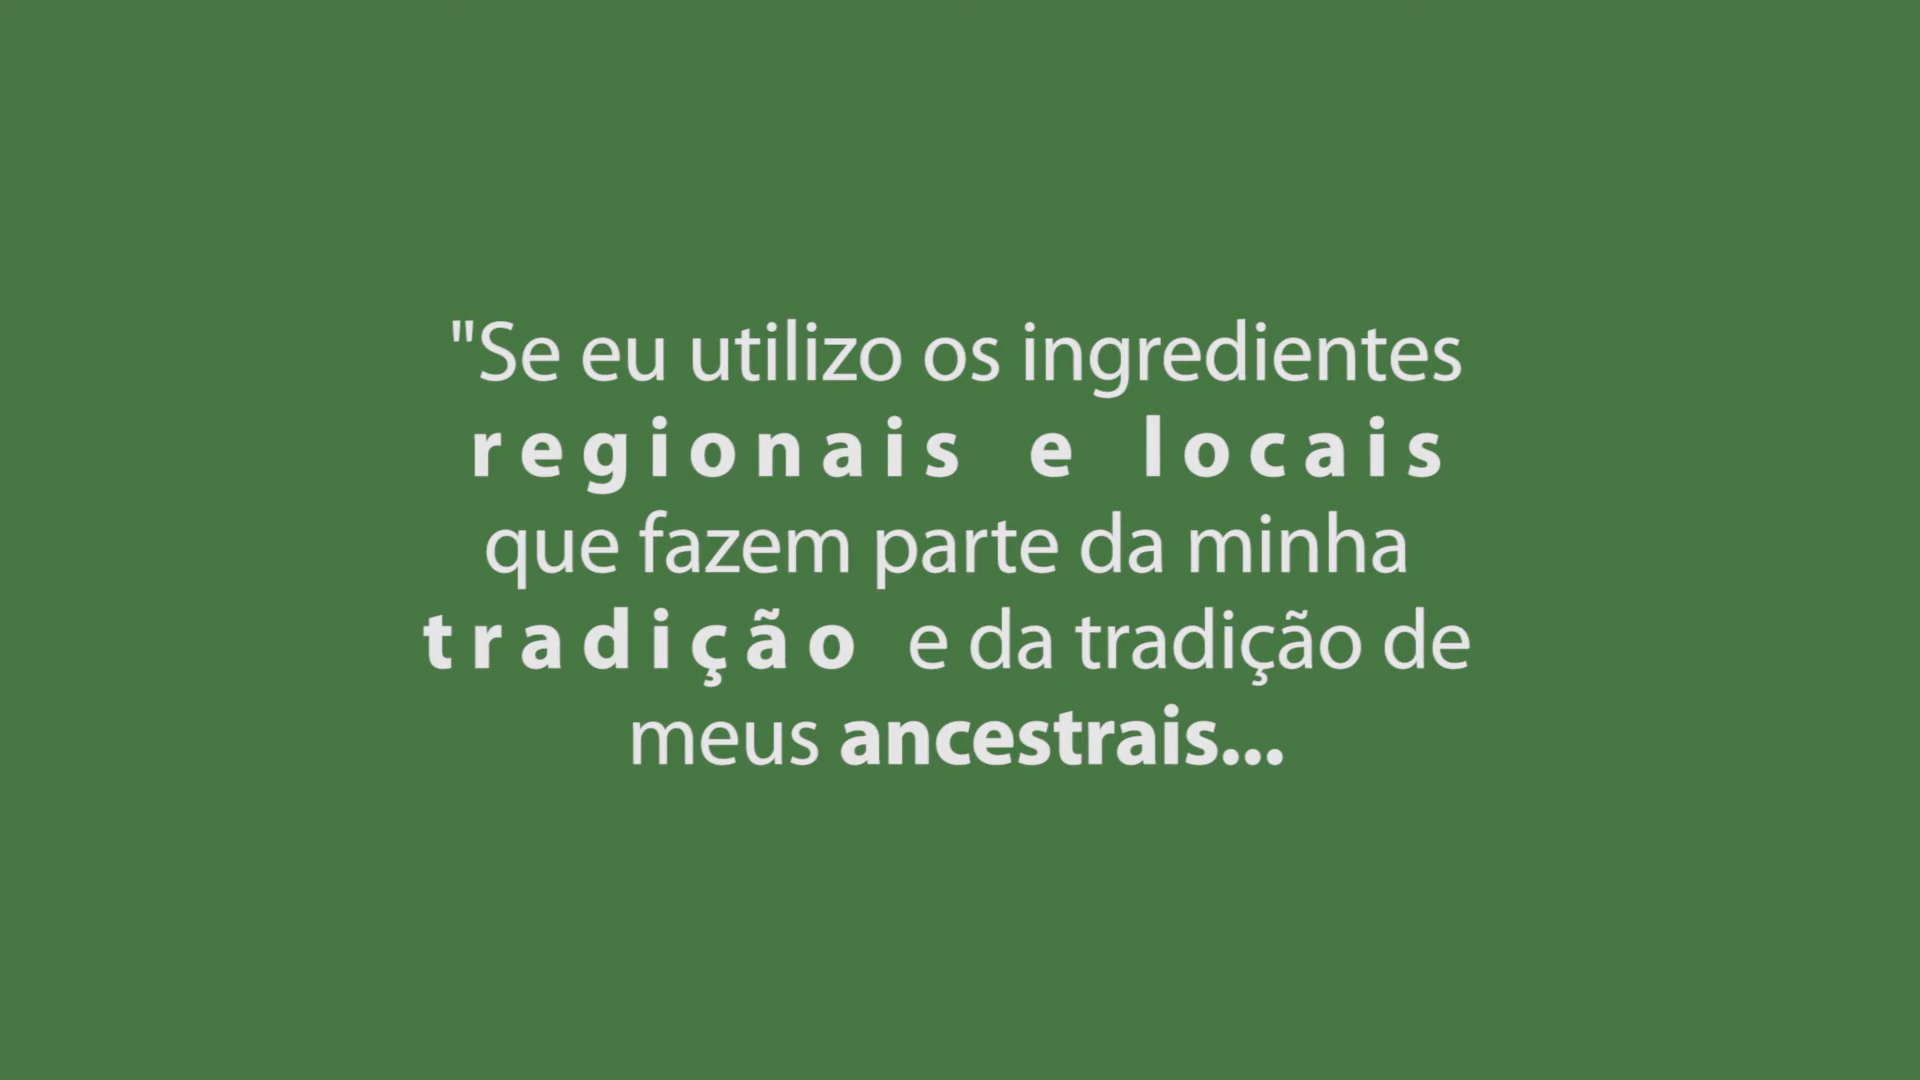 "Se eu utilizo os ingredientes
regionais e locais
que fazem parte da minha
tradição e da tradição de
meus ancestrais...